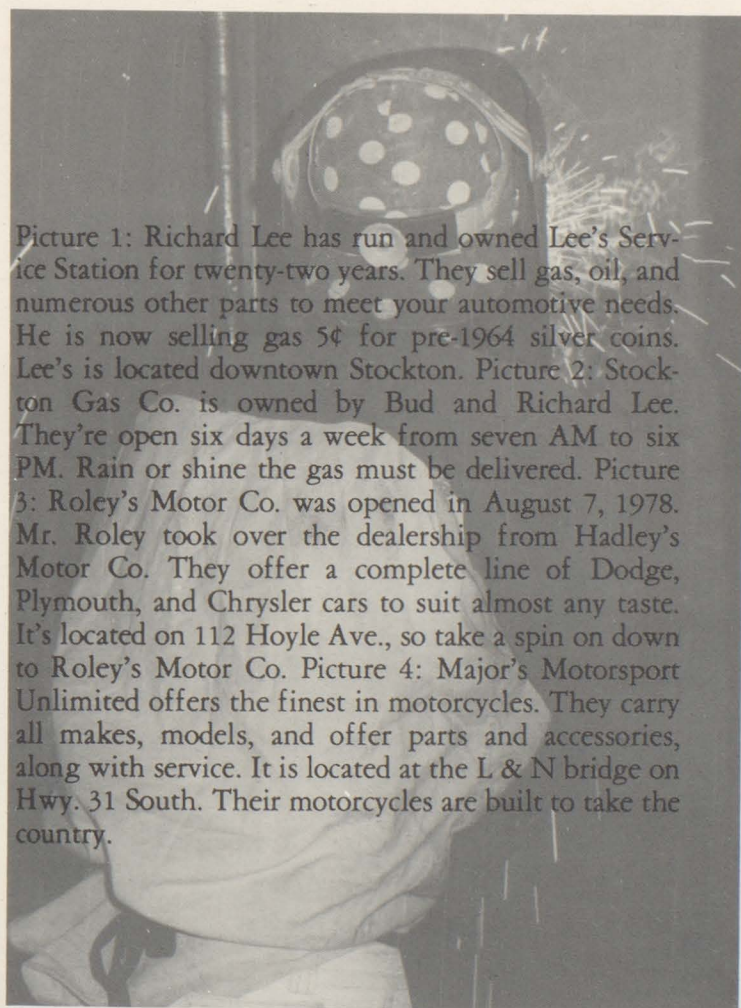 Picture 1: Richard Lee has run and owned Lee's Serv-
ice Station for twenty-two years. They sell gas, oil, and
numerous other parts to meet your automotive needs.
He is now selling gas 5¢ for pre-1964 silver coins.
Lee's is located downtown Stockton. Picture 2: Stock-
ton Gas Co. is owned by Bud and Richard Lee.
They're open six days a week from seven AM to six
PM. Rain or shine the gas must be delivered. Picture
3: Roley's Motor Co. was opened in August 7, 1978.
Mr. Roley took over the dealership from Hadley's
Motor Co. They offer a complete line of Dodge,
Plymouth, and Chrysler cars to suit almost any taste.
It's located on 112 Hoyle Ave., so take a spin on down
to Roley's Motor Co. Picture 4: Major's Motorsport
Unlimited offers the finest in motorcycles. They carry
all makes, models, and offer parts and accessories,
along with service. It is located at the L & N bridge on
Hwy. 31 South. Their motorcycles are built to take the
country.